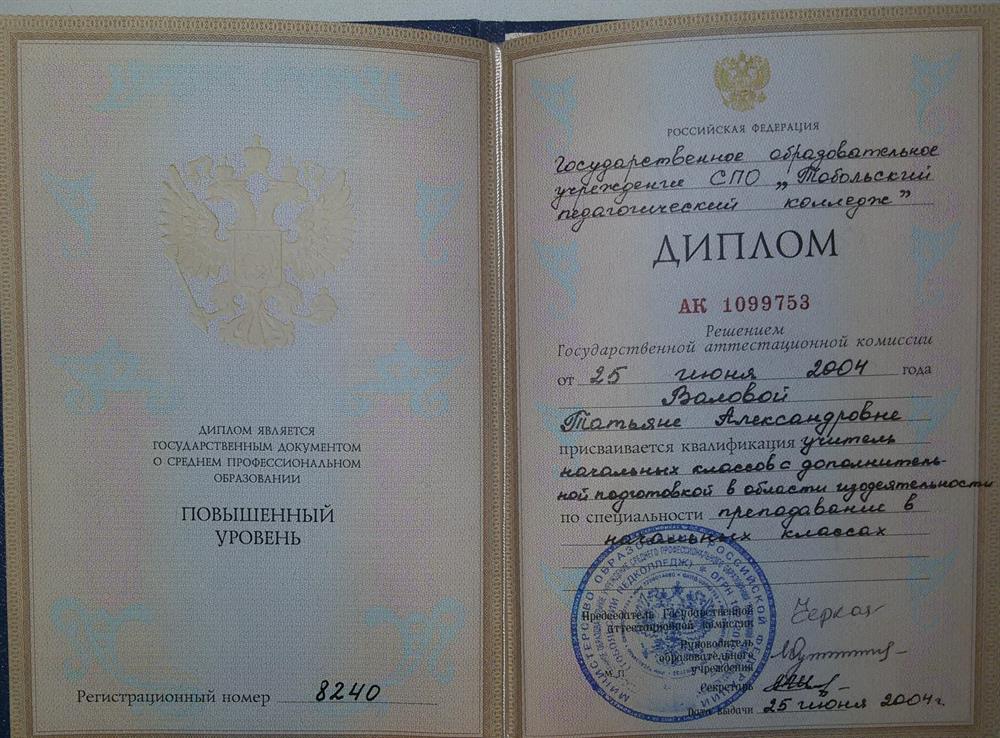 ДИПЛОМ ЯВЛЯЕТСЯ
ГОСУДАРСТВЕННЫМ ДОКУМЕНТОМ
О СРЕДНЕМ ПРОФЕССИОНАЛЬНОМ
ОБРАЗОВАНИИ
ПОВЫШЕННЫЙ
УРОВЕНЬ
Регистрационный номер 8240
РОССИЙСКАЯ ФЕДЕРАЦИЯ
Государственное образовательное
учреждение СПО „Тобольский
педагогический колледж”
ДИПЛОМ
АК 1099753
Решением
Государственной аттестационной комиссии
от 25 июня 2004 года
Валовой
Татьяне Александровне
присваивается квалификация учитель
начальных классов с дополнитель-
ной подготовкой в области изодеятельности
по специальности преподавание в
начальных классах
Председатель Государственной
аттестационной комиссии
Руководитель
образовательного
учреждения
М.П.
Секретарь
Дата выдачи 25 июня 2004 г.